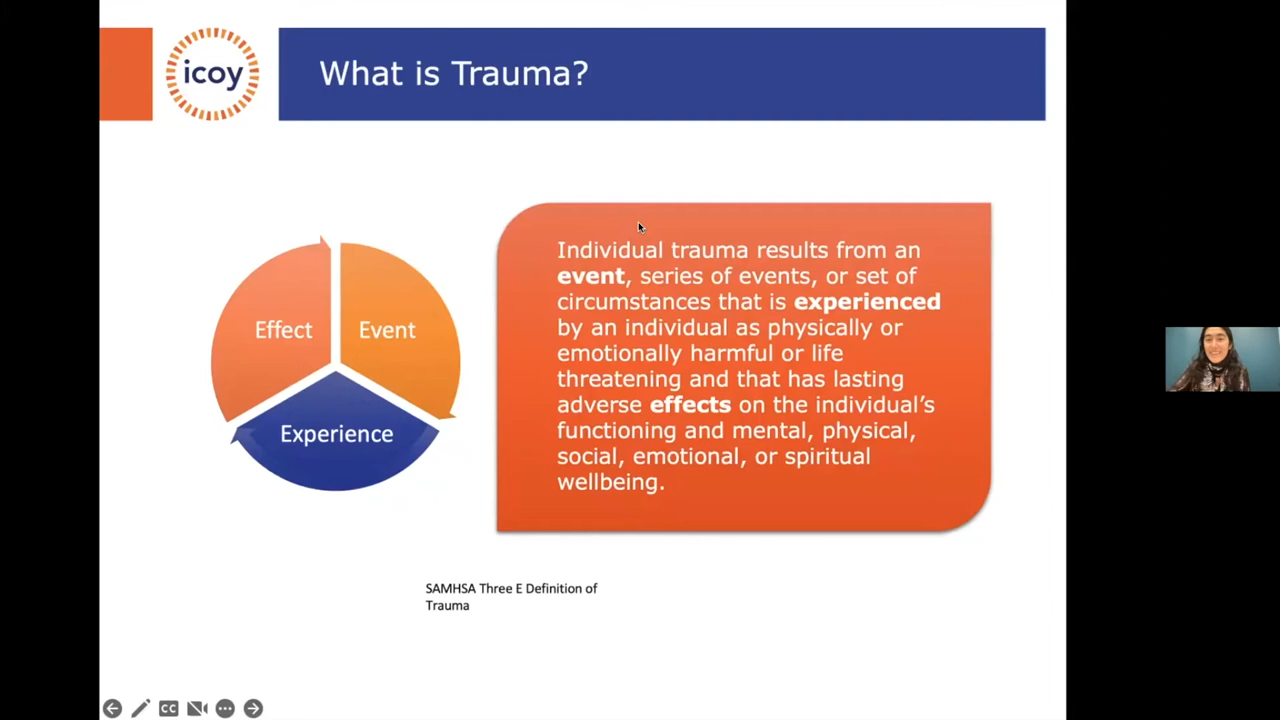 icoy
What is Trauma?
Effect
Event
Experience
Individual trauma results from an
event, series of events, or set of
circumstances that is experienced
by an individual as physically or
emotionally harmful or life
threatening and that has lasting
adverse effects on the individual’s
functioning and mental, physical,
social, emotional, or spiritual
wellbeing.
SAMHSA Three E Definition of
Trauma
CC